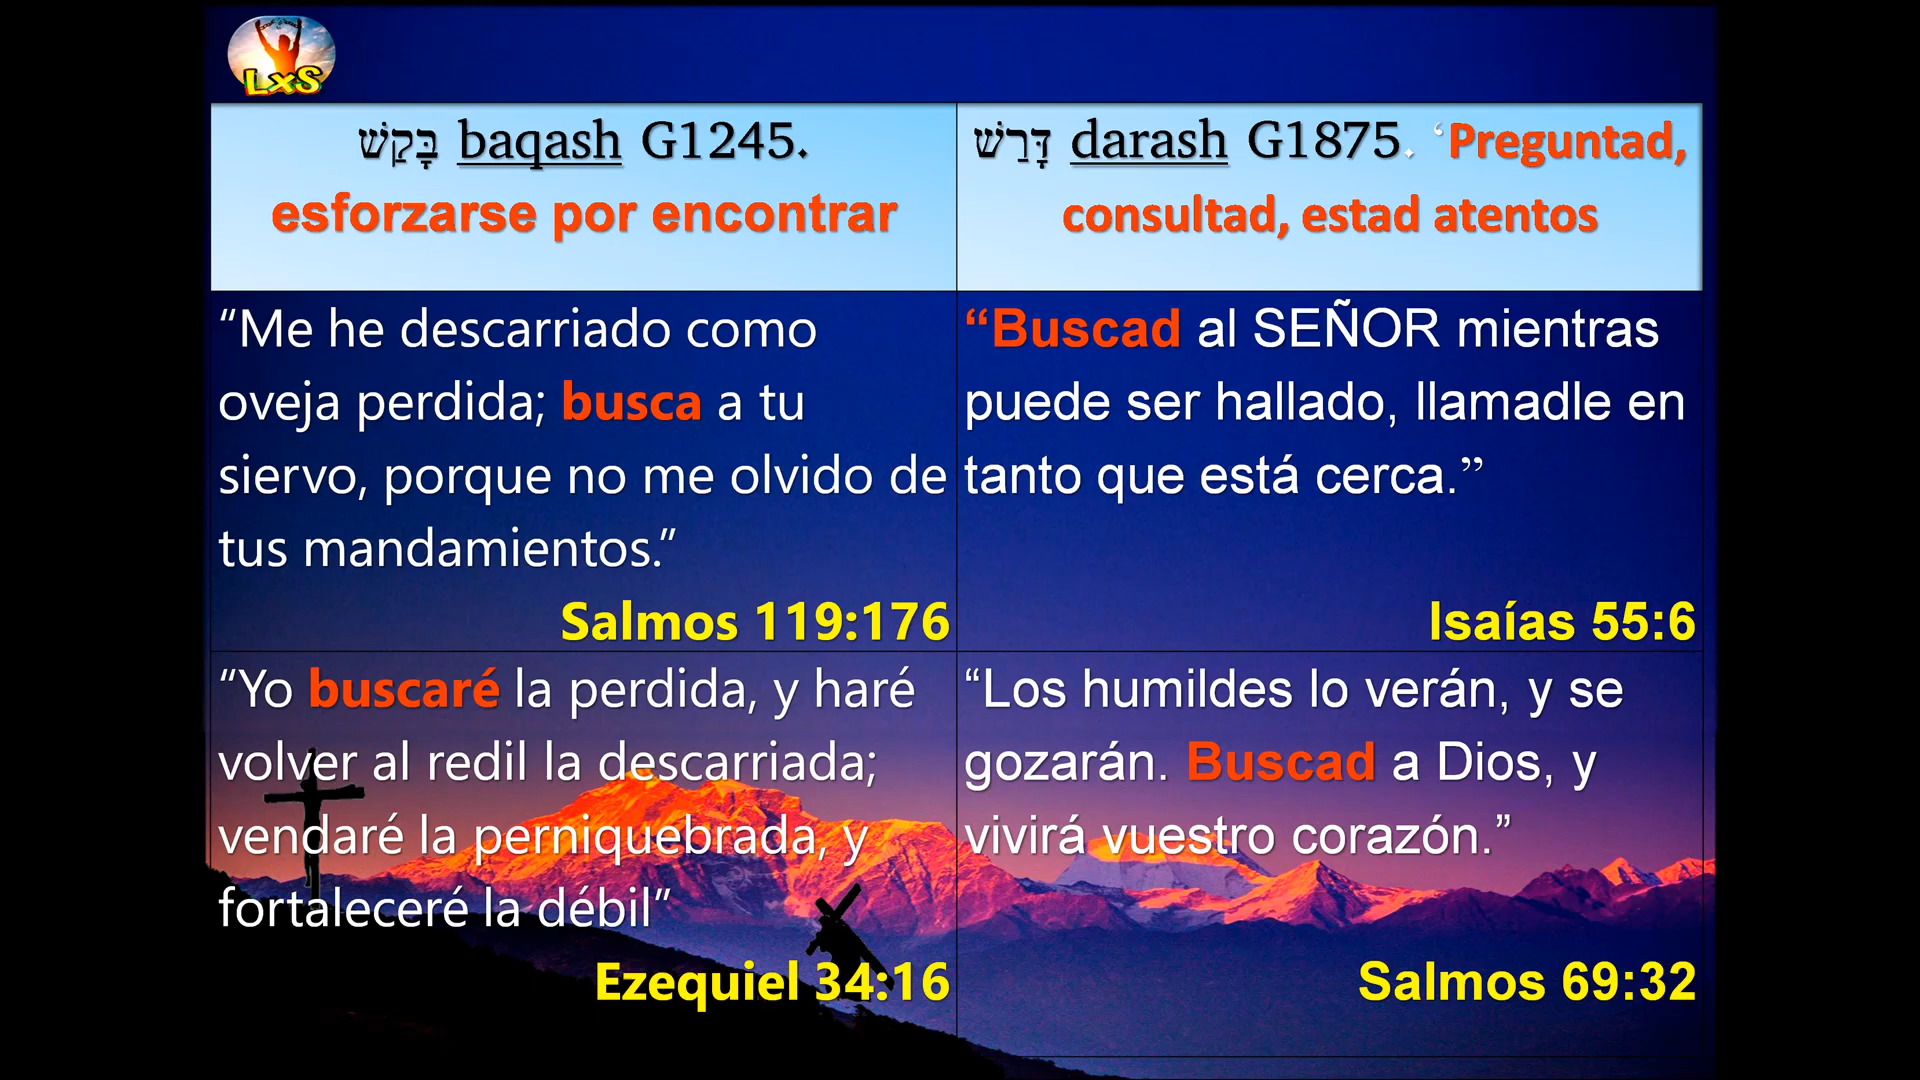 LxS
בָּקַשׁ baqash G1245.
esforzarse por encontrar
דָּרַשׁ darash G1875. ‘Preguntad,
consultad, estad atentos
“Me he descarriado como
oveja perdida; busca a tu
siervo, porque no me olvido de
tus mandamientos.”
Salmos 119:176
“Buscad al SEÑOR mientras
puede ser hallado, llamadle en
tanto que está cerca.”
Isaías 55:6
“Yo buscaré la perdida, y haré
volver al redil la descarriada;
vendaré la perniquebrada, y
fortaleceré la débil”
Ezequiel 34:16
“Los humildes lo verán, y se
gozarán. Buscad a Dios, y
vivirá vuestro corazón.”
Salmos 69:32